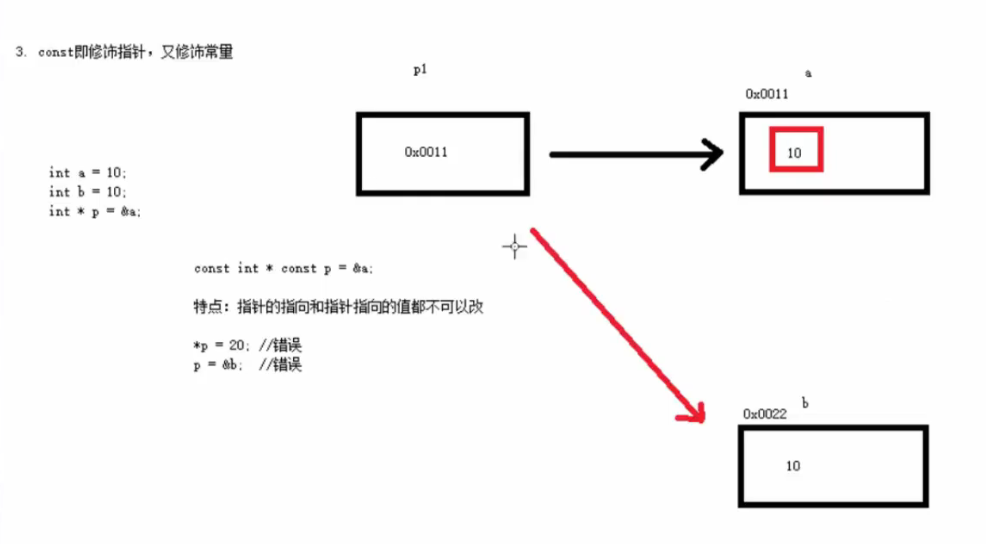 3. const即修饰指针，又修饰常量
p1
a
0x0011
0x0011
10
int a = 10;
int b = 10;
int * p = &a;
const int * const p = &a;
特点：指针的指向和指针指向的值都不可以改
*p = 20; //错误
p = &b; //错误
b
0x0022
10